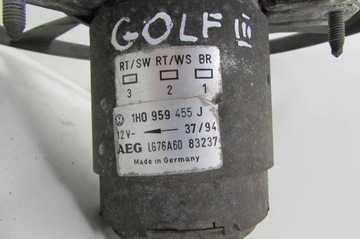 GOLF III
RT/SW RT/WS BR
3 2 1
1H0 959 455 J
12V- 37/94
AEG LG76A60 83237
Made in Germany